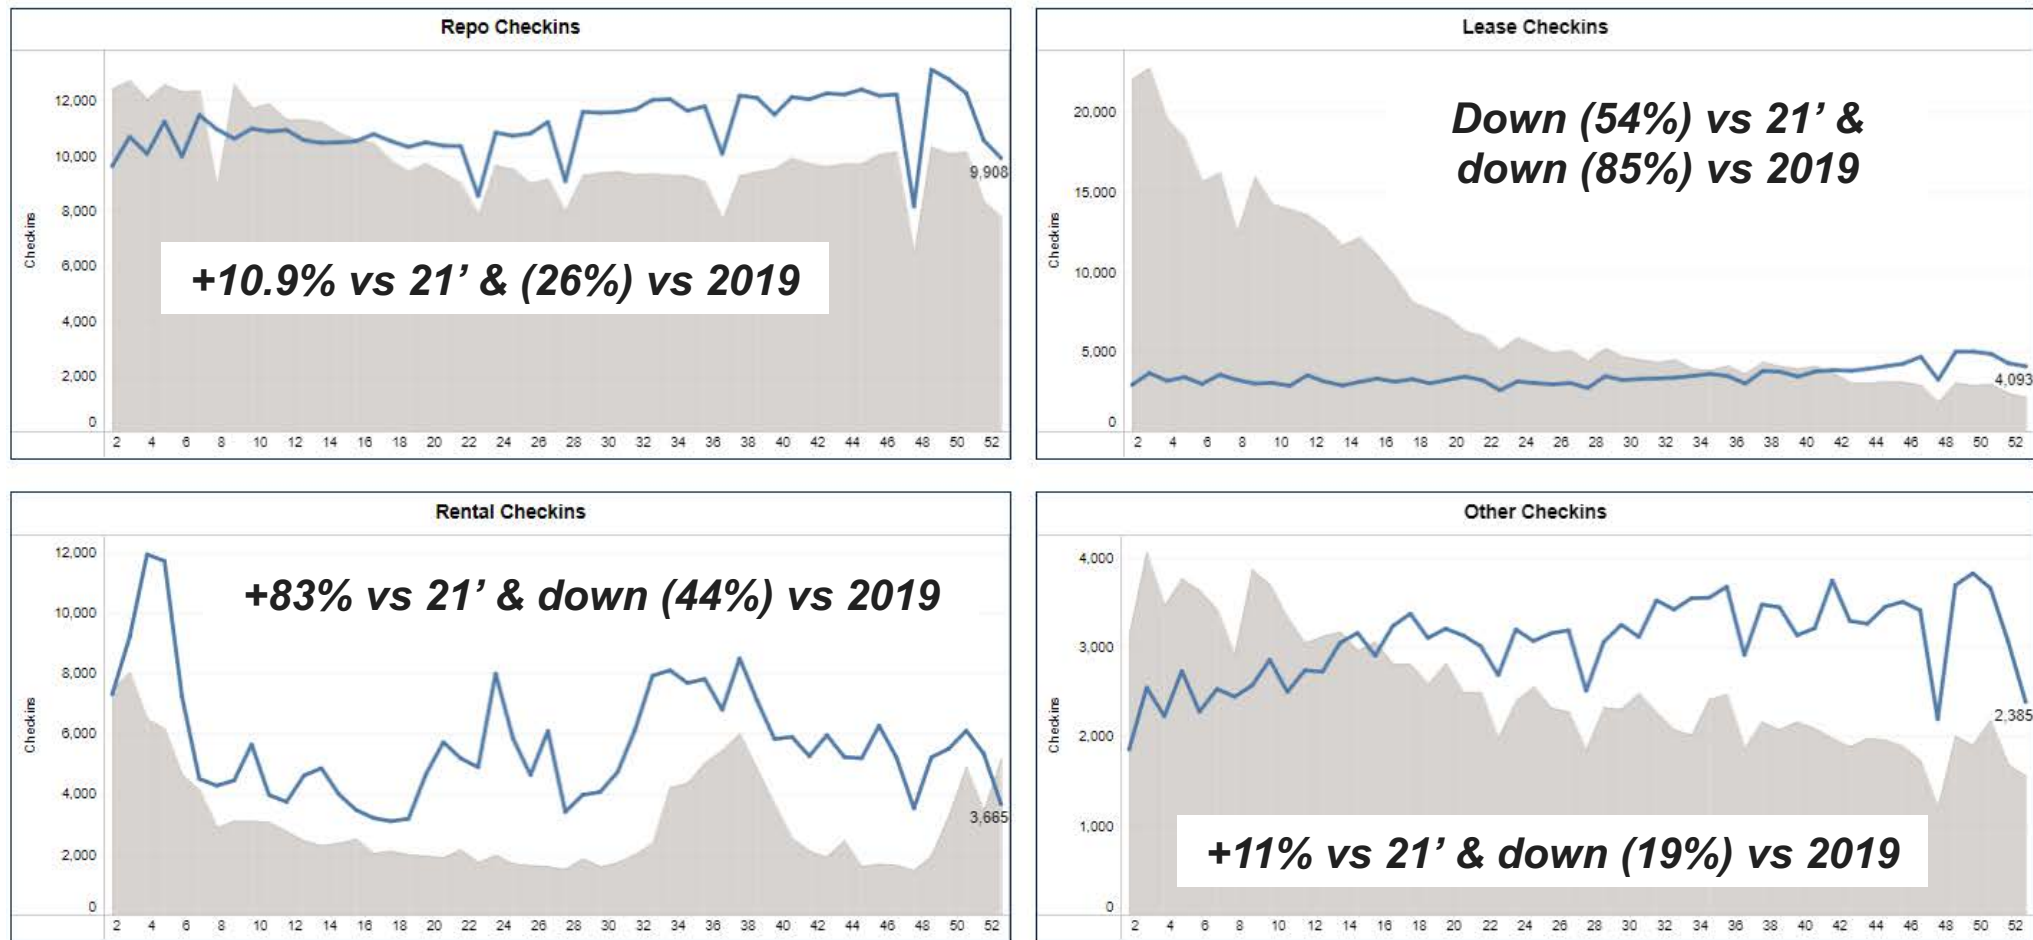 Repo Checkins
Checkins
12,000
10,000
8,000
6,000
4,000
2,000
0
9,908
+10.9% vs 21’ & (26%) vs 2019
2 4 6 8 10 12 14 16 18 20 22 24 26 28 30 32 34 36 38 40 42 44 46 48 50 52
Lease Checkins
Checkins
20,000
15,000
10,000
5,000
0
Down (54%) vs 21’ &
down (85%) vs 2019
4,093
2 4 6 8 10 12 14 16 18 20 22 24 26 28 30 32 34 36 38 40 42 44 46 48 50 52
Rental Checkins
Checkins
12,000
10,000
8,000
6,000
4,000
2,000
0
+83% vs 21’ & down (44%) vs 2019
3,665
2 4 6 8 10 12 14 16 18 20 22 24 26 28 30 32 34 36 38 40 42 44 46 48 50 52
Other Checkins
Checkins
4,000
3,000
2,000
1,000
0
2,385
+11% vs 21’ & down (19%) vs 2019
2 4 6 8 10 12 14 16 18 20 22 24 26 28 30 32 34 36 38 40 42 44 46 48 50 52